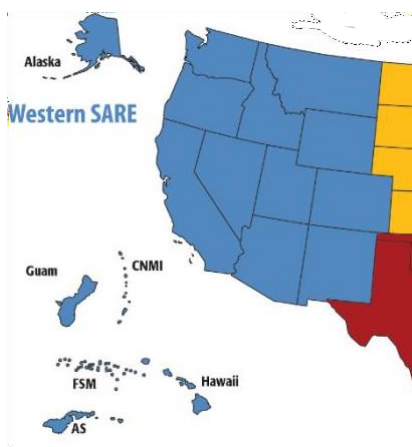 Alaska
Western SARE
Guam
CNMI
FSM
Hawaii
AS